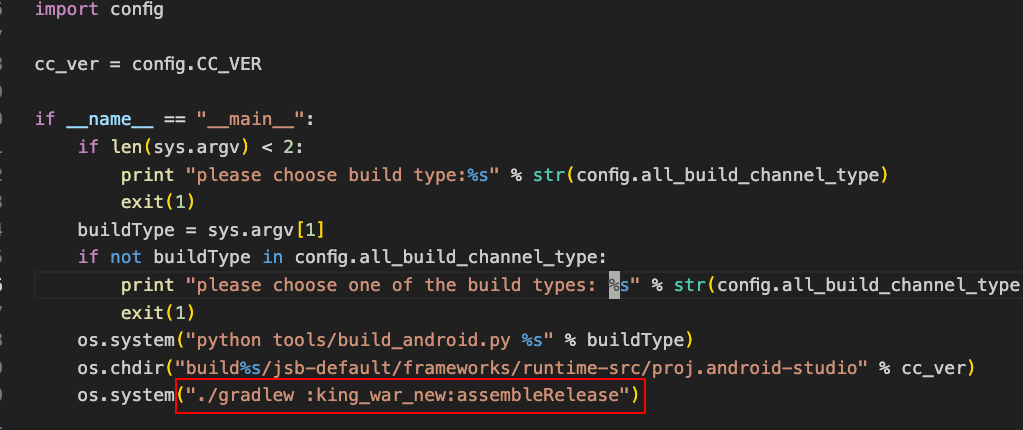 import config
cc_ver = config.CC_VER
if __name__ == "__main__":
if len(sys.argv) < 2:
print "please choose build type:%s" % str(config.all_build_channel_type)
exit(1)
buildType = sys.argv[1]
if not buildType in config.all_build_channel_type:
print "please choose one of the build types: %s" % str(config.all_build_channel_type
exit(1)
os.system("python tools/build_android.py %s" % buildType)
os.chdir("build%s/jsb-default/frameworks/runtime-src/proj.android-studio" % cc_ver)
os.system("./gradlew :king_war_new:assembleRelease")